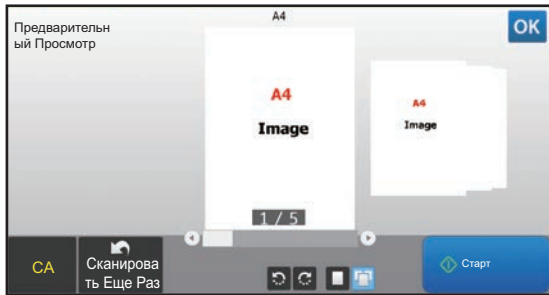 A4
Предварительн
ый Просмотр
OK
A4
Image
A4
Image
1 / 5
CA
Сканирова
ть Еще Раз
Старт